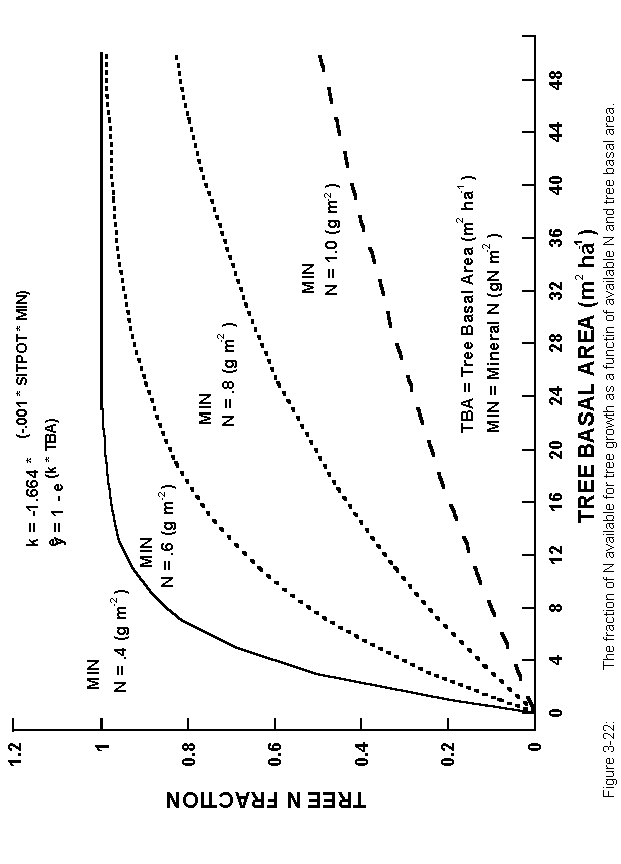 k = -1.664 * (-.001 * SITPOT * MIN)
e
y = 1 - e (k * TBA)
MIN
N = .4 (g m-2)
MIN
N = .6 (g m-2)
MIN
N = .8 (g m-2)
MIN
N = 1.0 (g m-2)
TBA = Tree Basal Area (m2 ha-1)
MIN = Mineral N (gN m-2)
TREE N FRACTION
1.2
1
0.8
0.6
0.4
0.2
0
0 4 8 12 16 20 24 28 32 36 40 44 48
TREE BASAL AREA (m2 ha-1)
Figure 3-22: The fraction of N available for tree growth as a functin of available N and tree basal area.